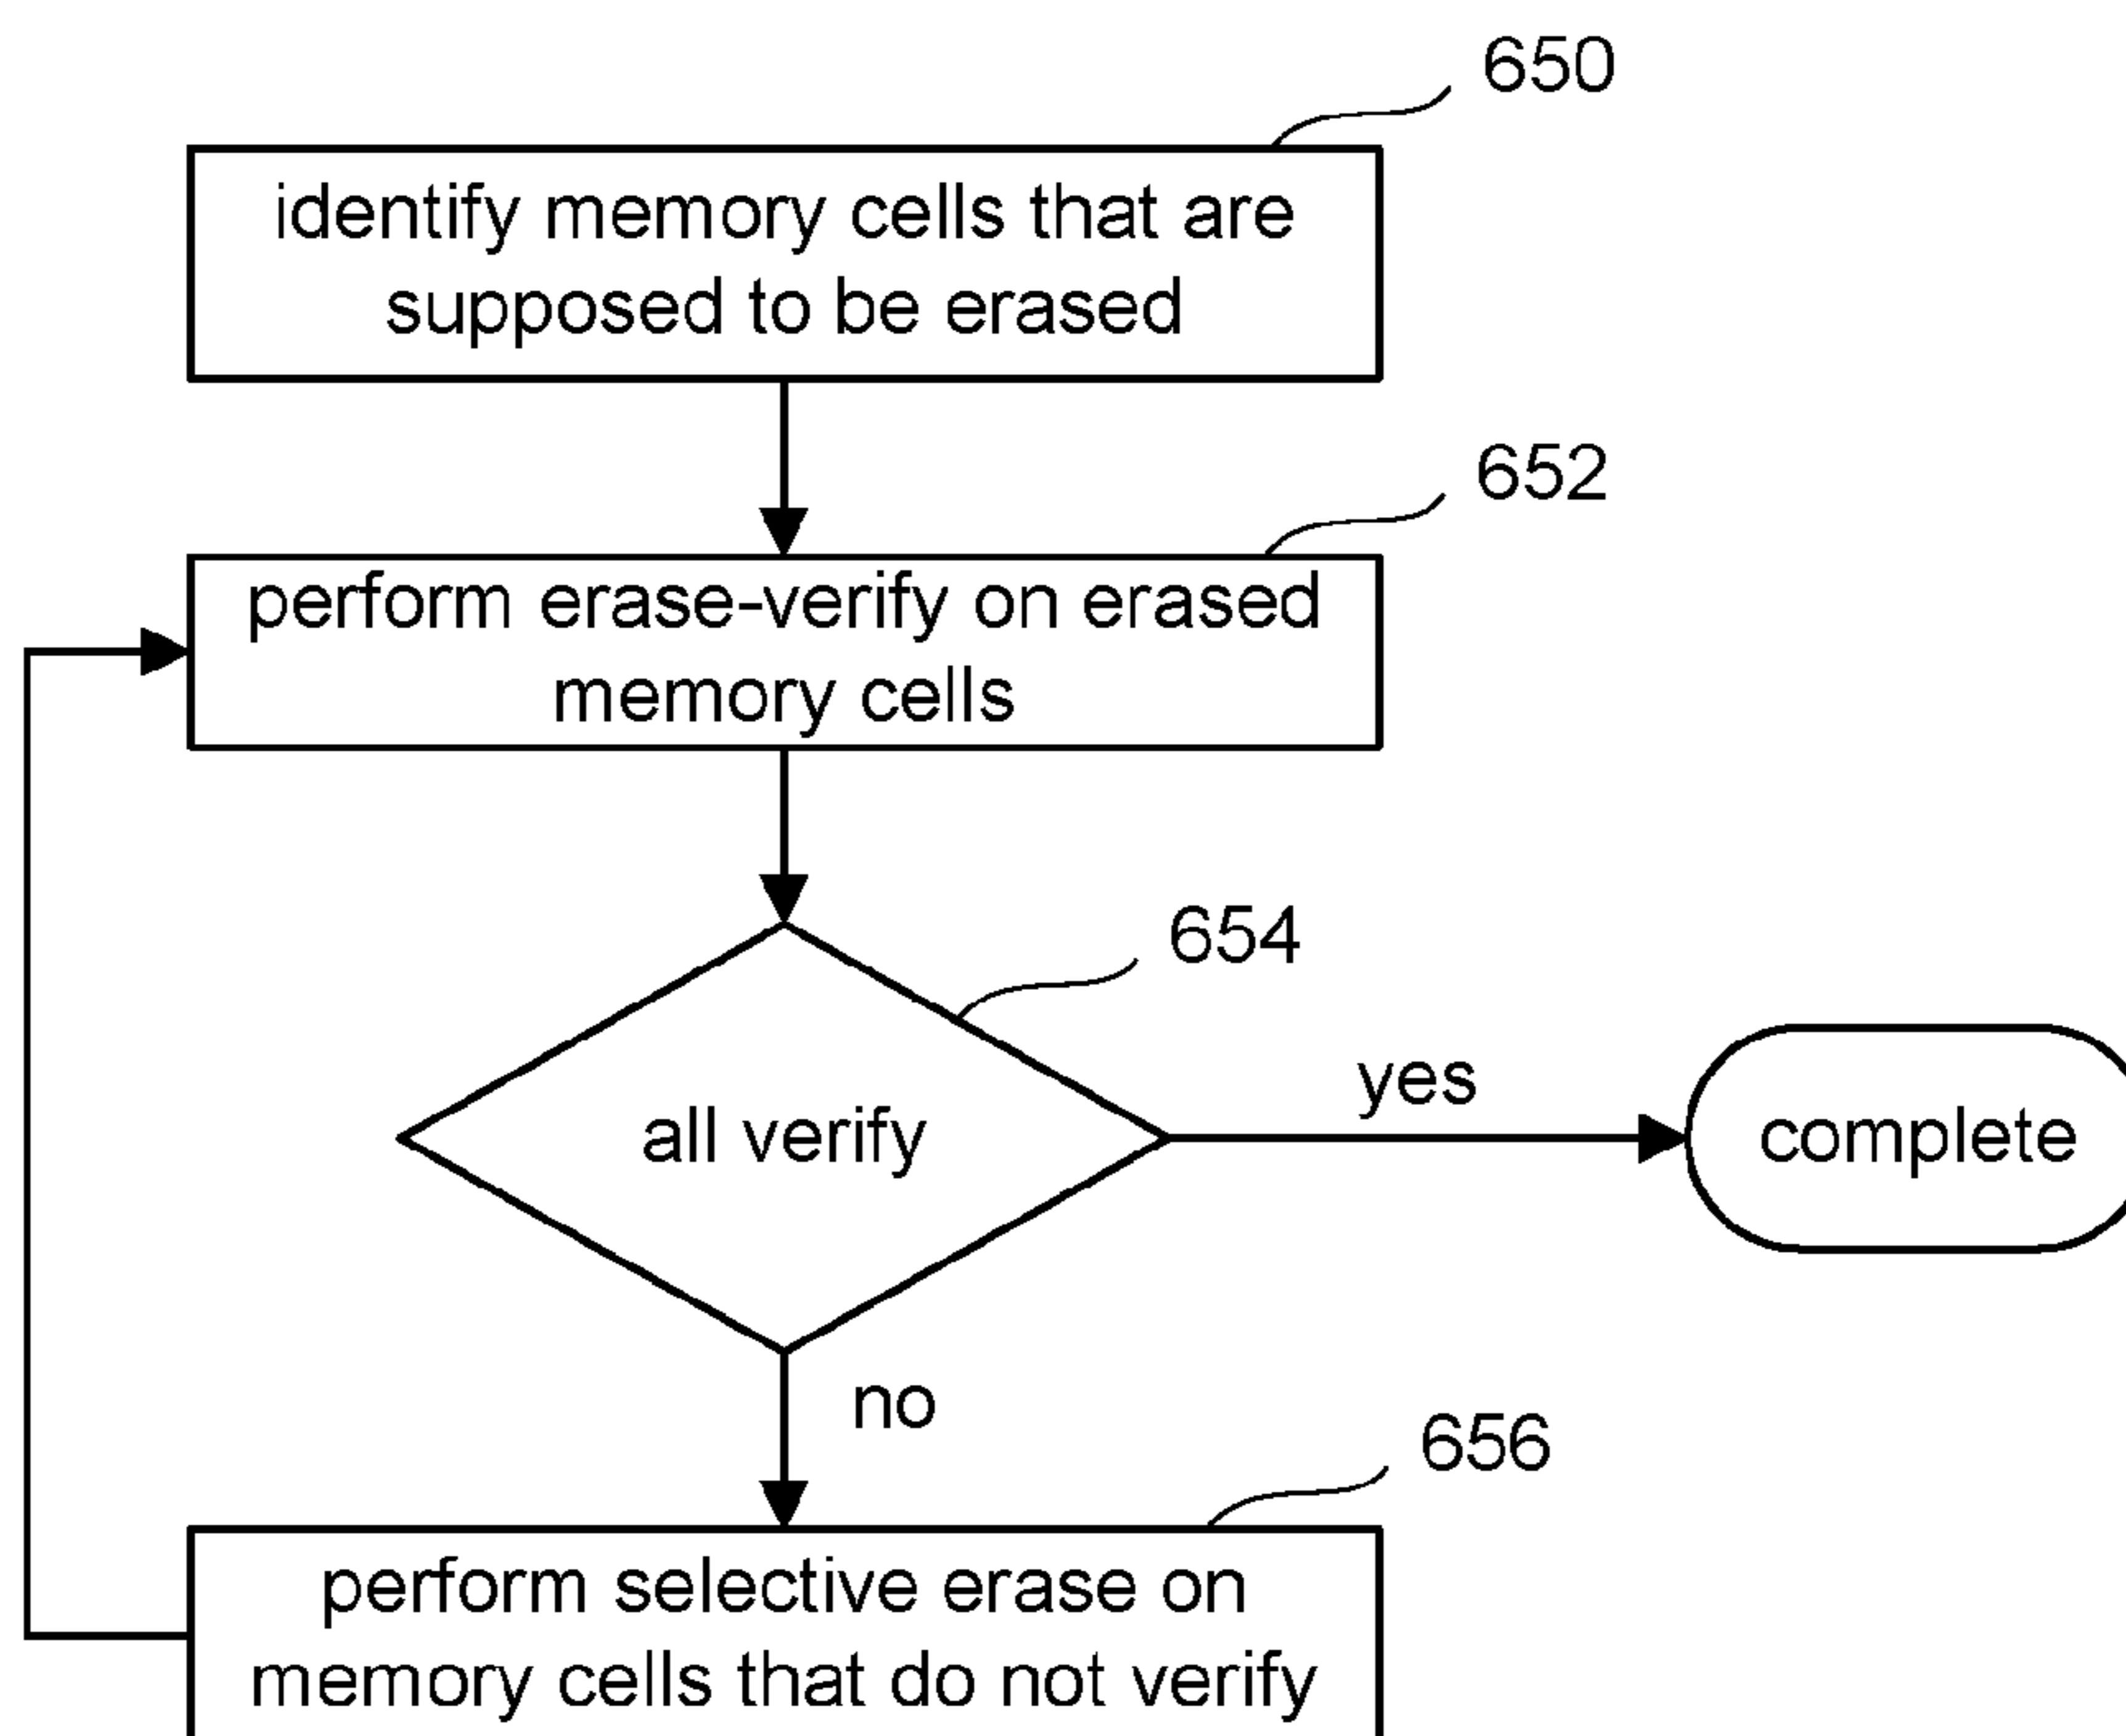 650
identify memory cells that are
supposed to be erased
652
perform erase-verify on erased
memory cells
654
all verify
yes
complete
no
656
perform selective erase on
memory cells that do not verify